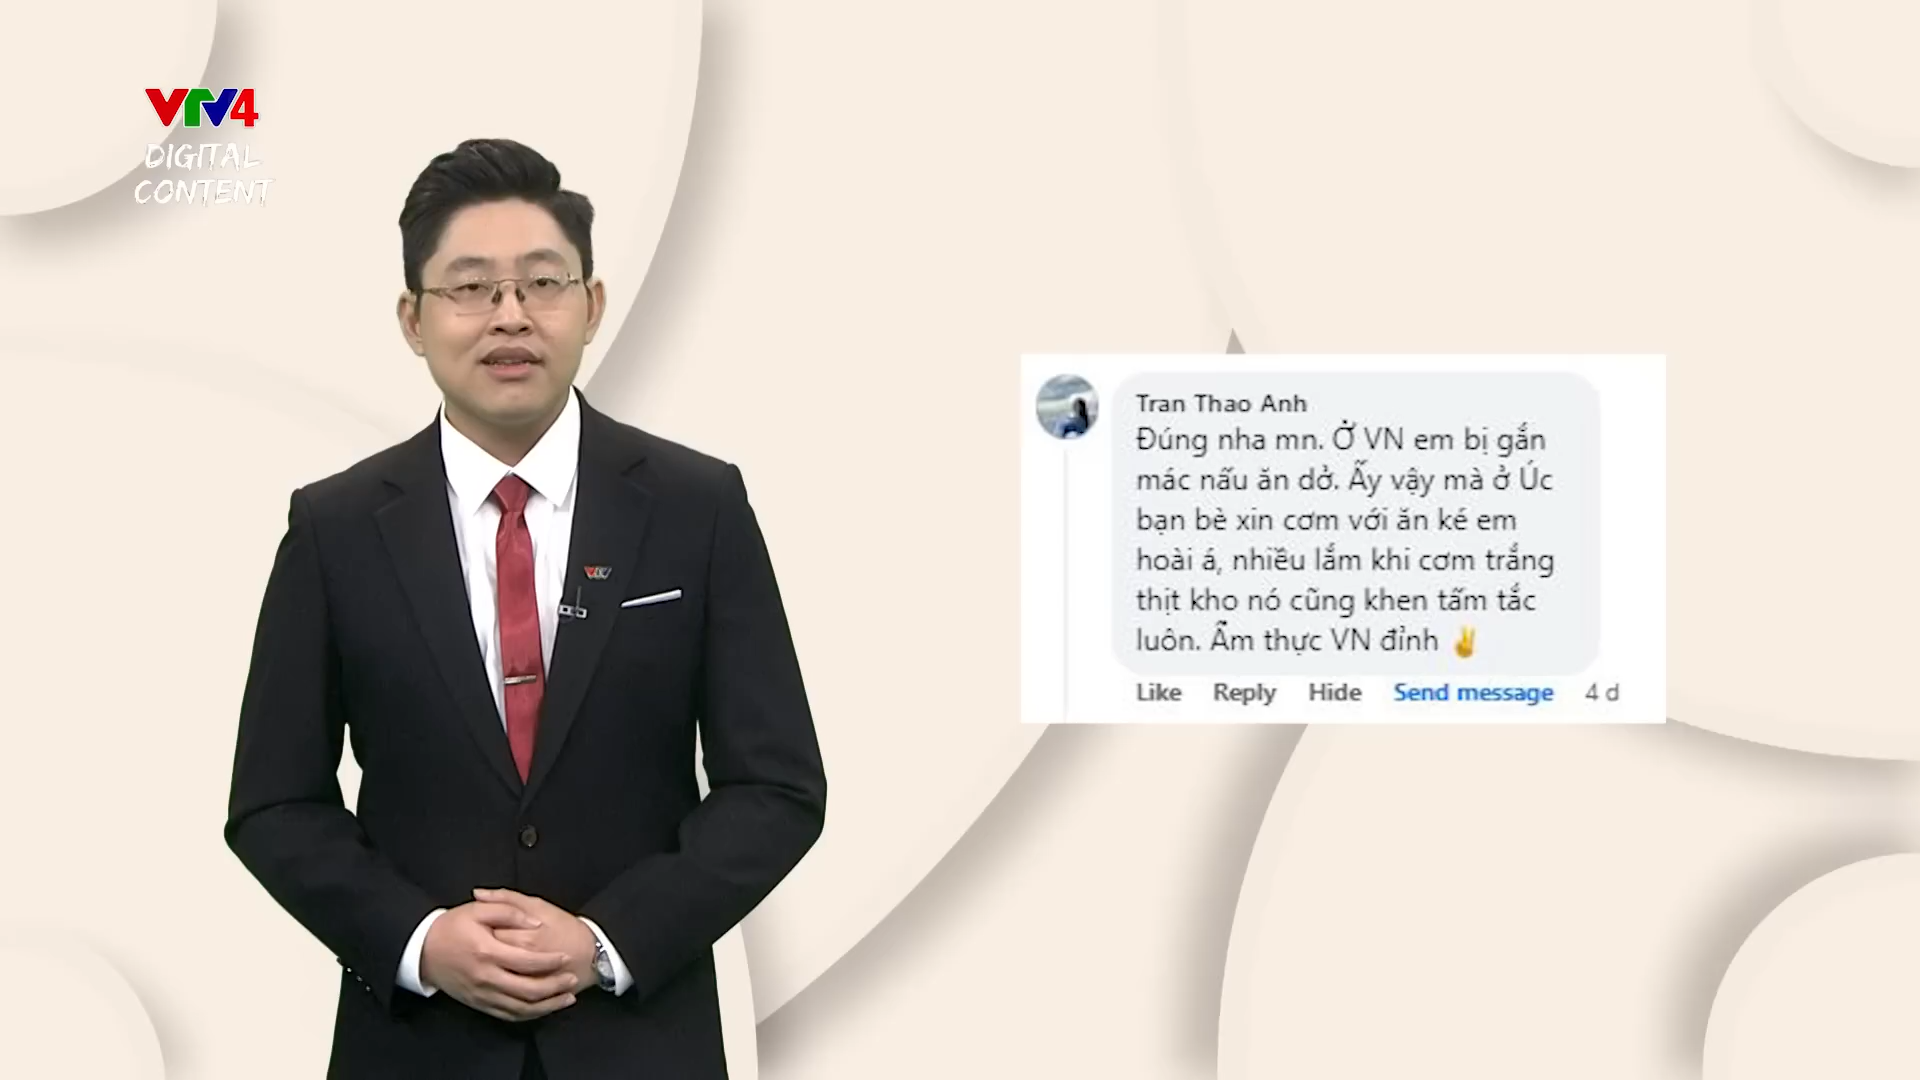 VTV4
DIGITAL
CONTENT
Tran Thao Anh
Đúng nha mn. Ở VN em bị gắn
mác nấu ăn dở. Ấy vậy mà ở Úc
bạn bè xin cơm với ăn ké em
hoài á, nhiều lắm khi cơm trắng
thịt kho nó cũng khen tấm tắc
luôn. Ẩm thực VN đỉnh ✌
Like Reply Hide Send message 4 d